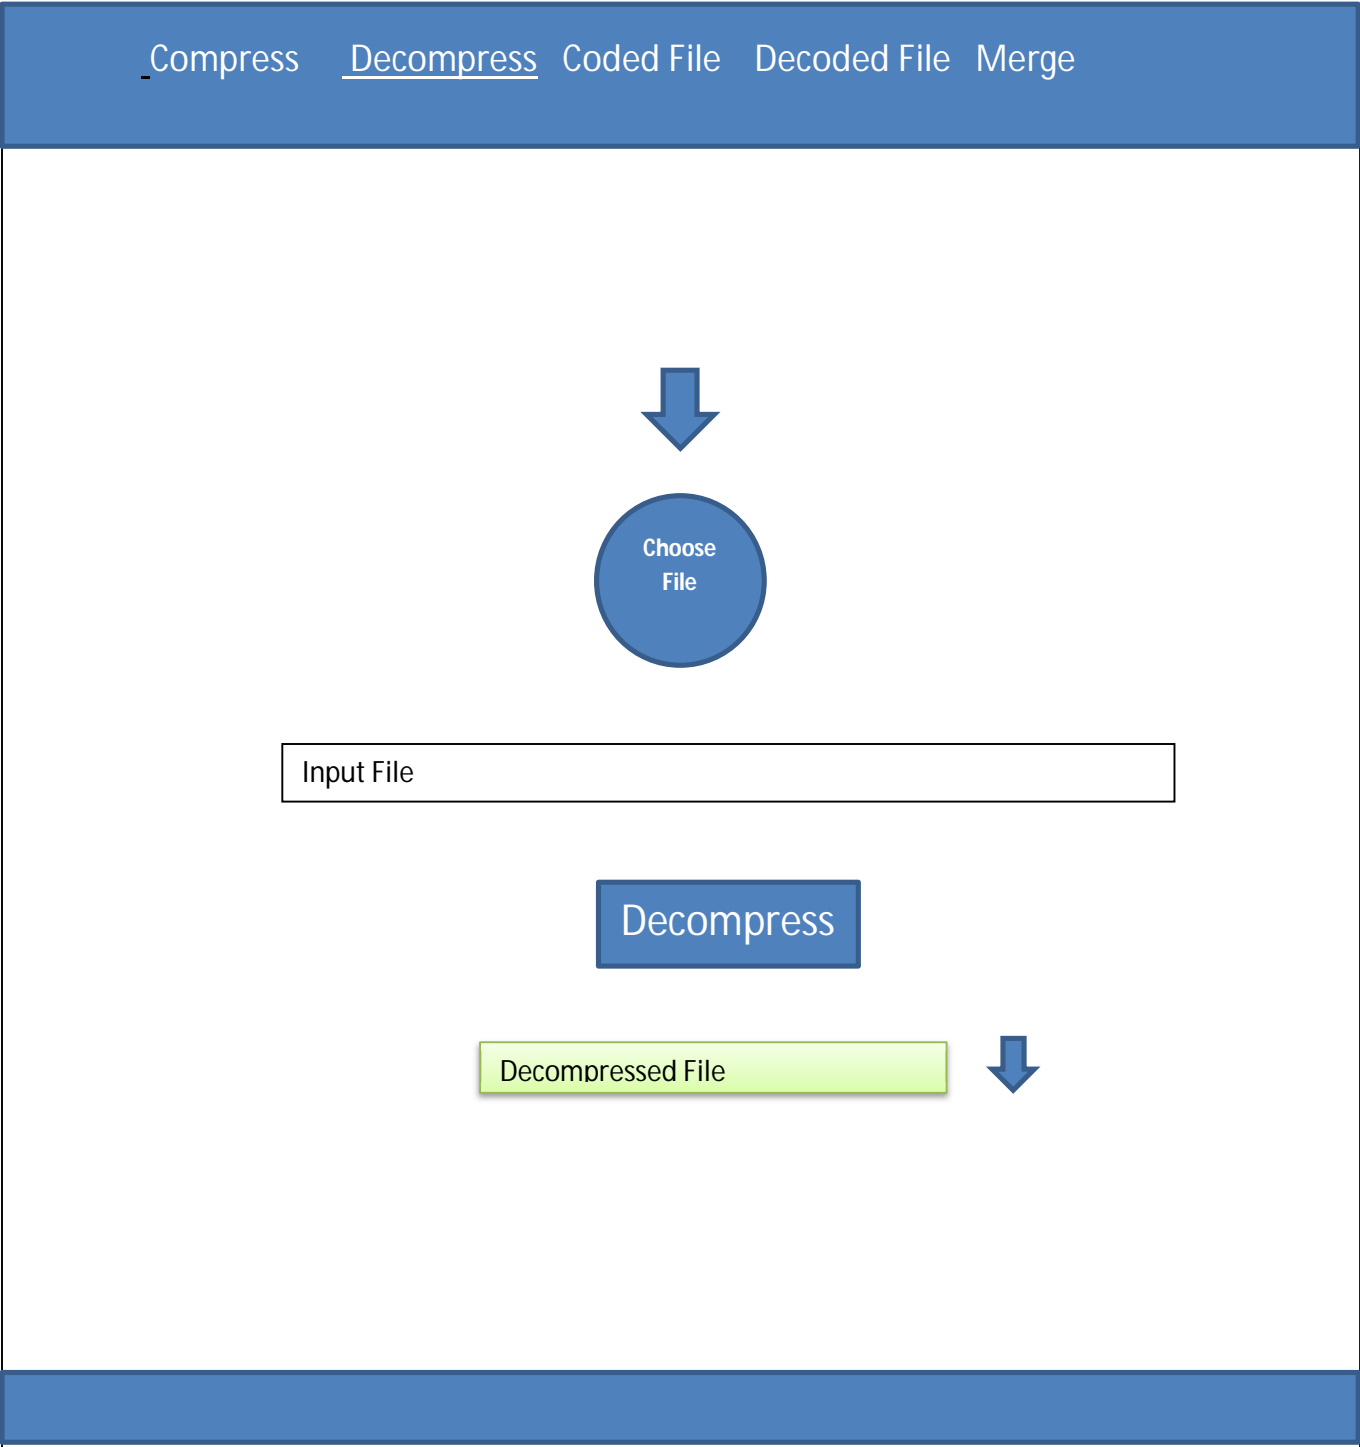 Compress Decompress Coded File Decoded File Merge
Choose
File
Input File
Decompress
Decompressed File